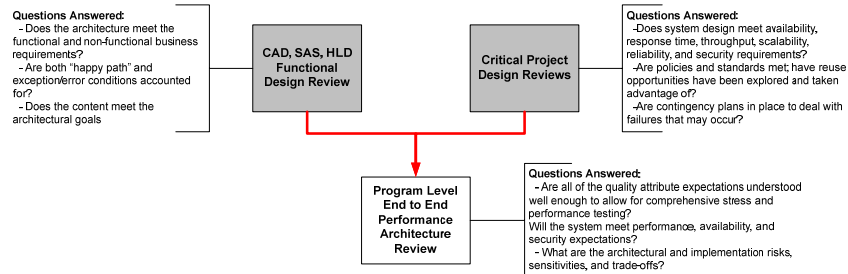 Questions Answered:
- Does the architecture meet the
functional and non-functional business
requirements?
- Are both “happy path” and
exception/error conditions accounted
for?
- Does the content meet the
architectural goals
CAD, SAS, HLD
Functional
Design Review
Critical Project
Design Reviews
Questions Answered:
-Does system design meet availability,
response time, throughput, scalability,
reliability, and security requirements?
-Are policies and standards met; have reuse
opportunities have been explored and taken
advantage of?
-Are contingency plans in place to deal with
failures that may occur?
Program Level
End to End
Performance
Architecture
Review
Questions Answered:
- Are all of the quality attribute expectations understood
well enough to allow for comprehensive stress and
performance testing?
Will the system meet performance, availability, and
security expectations?
- What are the architectural and implementation risks,
sensitivities, and trade-offs?